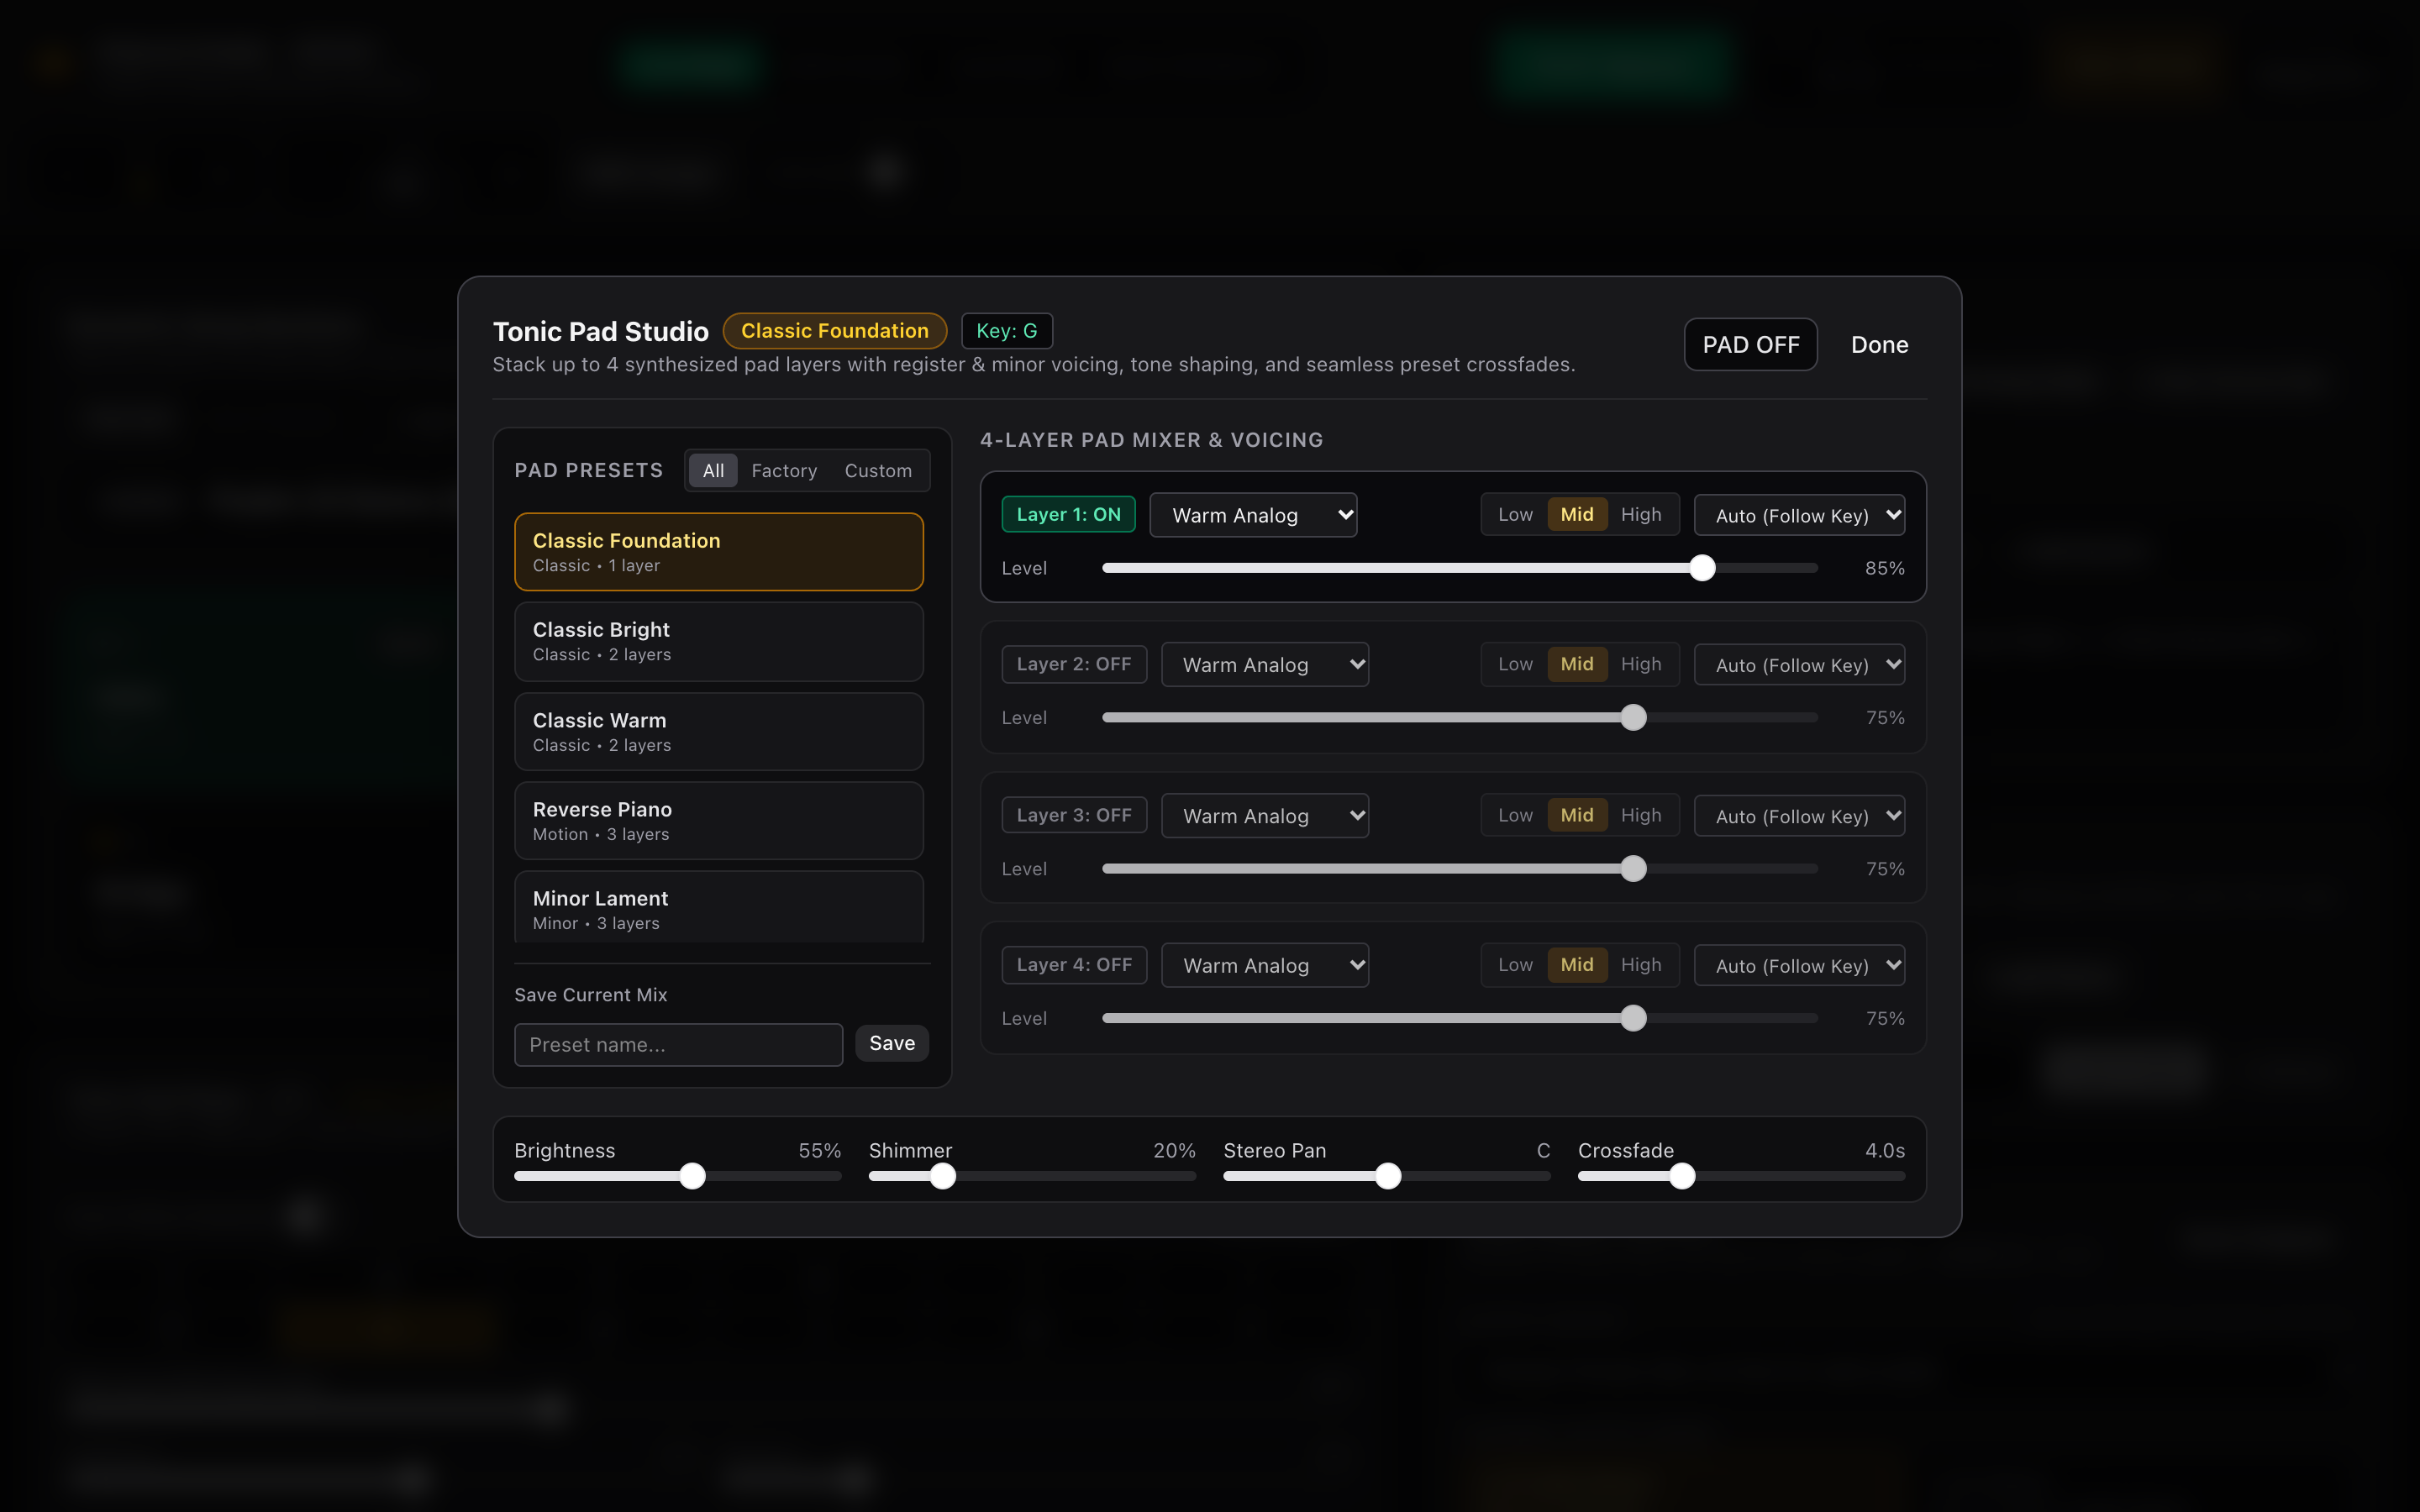 Tonic Pad Studio Classic Foundation Key: G
Stack up to 4 synthesized pad layers with register & minor voicing, tone shaping, and seamless preset crossfades.
PAD OFF Done
PAD PRESETS All Factory Custom
Classic Foundation
Classic • 1 layer
Classic Bright
Classic • 2 layers
Classic Warm
Classic • 2 layers
Reverse Piano
Motion • 3 layers
Minor Lament
Minor • 3 layers
Save Current Mix
Preset name... Save
4-LAYER PAD MIXER & VOICING
Layer 1: ON Warm Analog Low Mid High Auto (Follow Key)
Level 85%
Layer 2: OFF Warm Analog Low Mid High Auto (Follow Key)
Level 75%
Layer 3: OFF Warm Analog Low Mid High Auto (Follow Key)
Level 75%
Layer 4: OFF Warm Analog Low Mid High Auto (Follow Key)
Level 75%
Brightness 55% Shimmer 20% Stereo Pan C Crossfade 4.0s